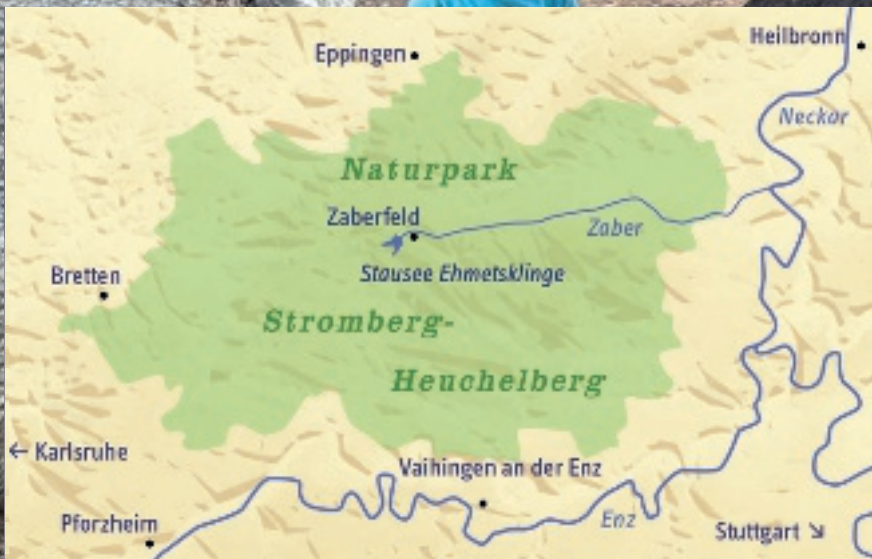 Eppingen
Heilbronn
Neckar
Naturpark
Zaberfeld
Zaber
Stausee Ehmetsklinge
Bretten
Stromberg-
Heuchelberg
← Karlsruhe
Vaihingen an der Enz
Pforzheim
Enz
Stuttgart ↘